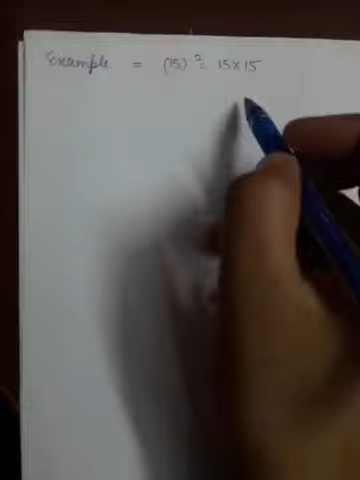 Example = (15)² = 15×15